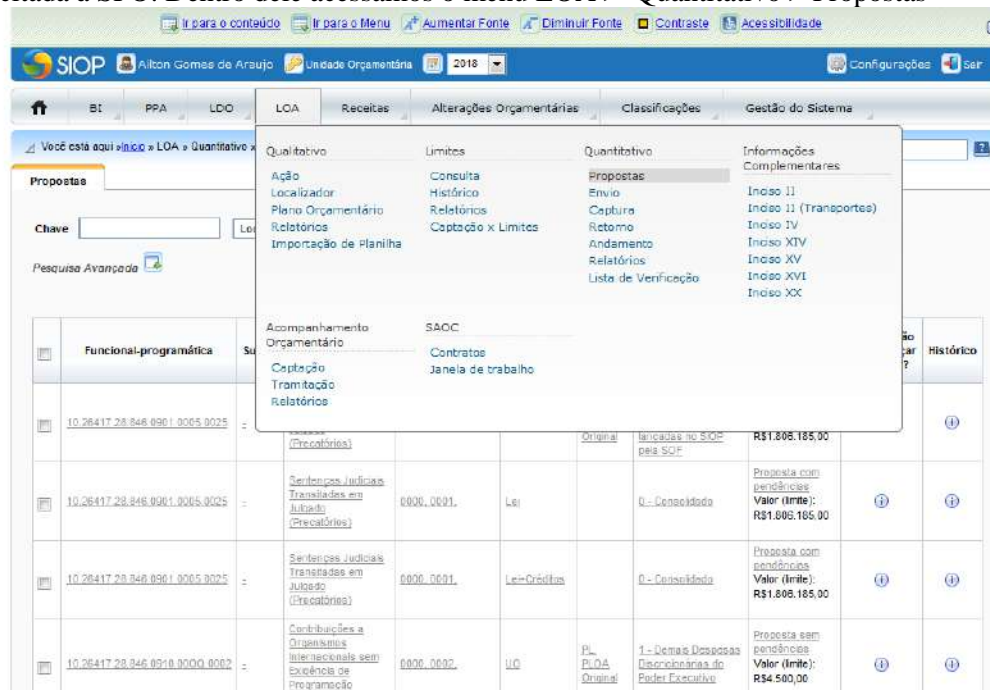 Ir para o conteúdo Ir para o Menu Aumentar Fonte Diminuir Fonte Contraste Acessibilidade
SIOP Ailton Gomes de Araujo Unidade Orçamentária 2018 Configurações Sair
BI PPA LDO LOA Receitas Alterações Orçamentárias Classificações Gestão do Sistema
Você está aqui »Início » LOA » Quantitativo »
Propostas
Chave
Pesquisa Avançada
Qualitativo
Ação
Localizador
Plano Orçamentário
Relatórios
Importação de Planilha
Limites
Consulta
Histórico
Relatórios
Captação x Limites
Quantitativo
Propostas
Envio
Captura
Retorno
Andamento
Relatórios
Lista de Verificação
Informações
Complementares
Inciso II
Inciso II (Transportes)
Inciso IV
Inciso XIV
Inciso XV
Inciso XVI
Inciso XX
Acompanhamento
Orçamentário
Captação
Tramitação
Relatórios
SAOC
Contratos
Janela de trabalho
Funcional-programática Histórico
10.26417.28.846.0901.0005.0025 -
(Precatórios)
Original
lançadas no SIOP
pela SOF
R$1.806.185,00
10.26417.28.846.0901.0005.0025 -
Sentenças Judiciais
Transitadas em
Julgado
(Precatórios)
0000, 0001, Lei 0 - Consolidado
Proposta com
pendências
Valor (limite):
R$1.806.185,00
10.26417.28.846.0901.0005.0025 -
Sentenças Judiciais
Transitadas em
Julgado
(Precatórios)
0000, 0001, Lei+Créditos 0 - Consolidado
Proposta com
pendências
Valor (limite):
R$1.806.185,00
10.26417.28.846.0910.00OQ.0002 -
Contribuições a
Organismos
Internacionais sem
Exigência de
Programação
0000, 0002, UO
PL,
PLOA
Original
1 - Demais Despesas
Discricionárias do
Poder Executivo
Proposta sem
pendências
Valor (limite):
R$4.500,00